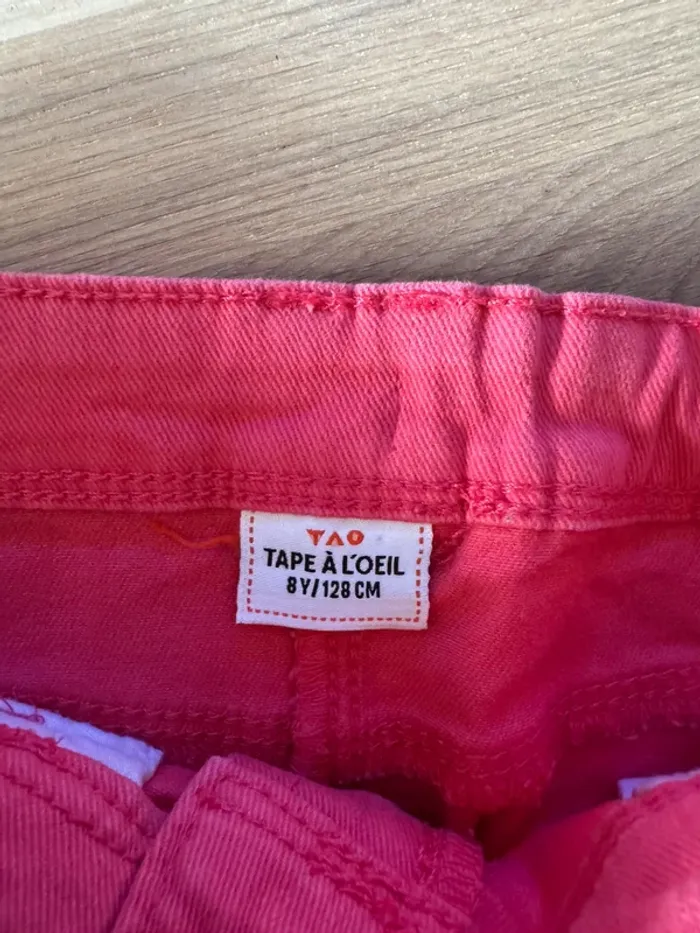 TAO
TAPE À L'OEIL
8Y/128 CM